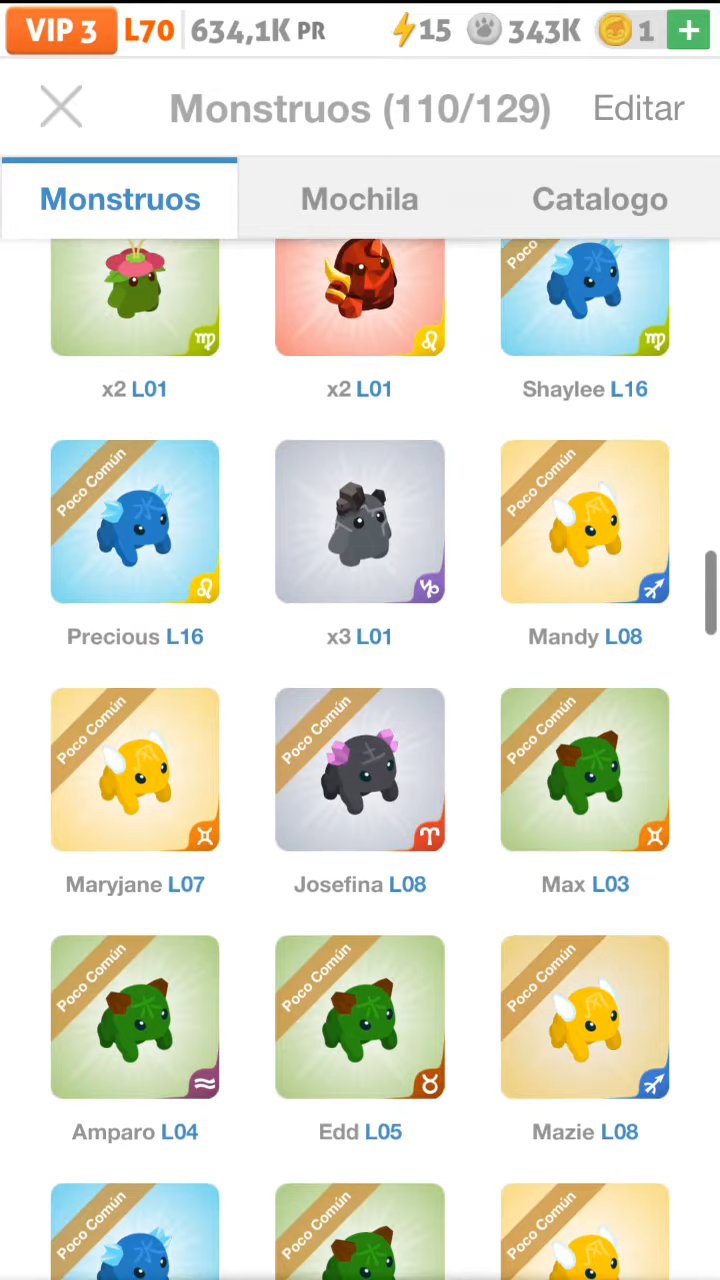 VIP 3 L70 634,1K PR 15 343K 1 +
Monstruos (110/129) Editar
Monstruos Mochila Catalogo
Poco
x2 L01 x2 L01 Shaylee L16
Poco Común Poco Común
Precious L16 x3 L01 Mandy L08
Poco Común Poco Común Poco Común
Maryjane L07 Josefina L08 Max L03
Poco Común Poco Común Poco Común
Amparo L04 Edd L05 Mazie L08
Poco Común Poco Común Poco Común